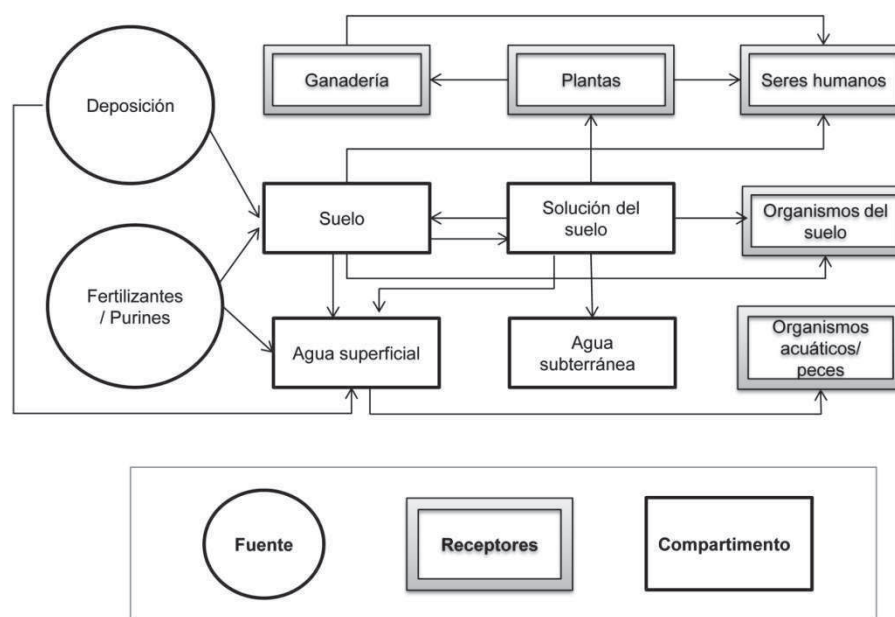 Deposición
Ganadería
Plantas
Seres humanos
Suelo
Solución del
suelo
Organismos del
suelo
Fertilizantes
/ Purines
Agua superficial
Agua
subterránea
Organismos
acuáticos/
peces
Fuente
Receptores
Compartimento